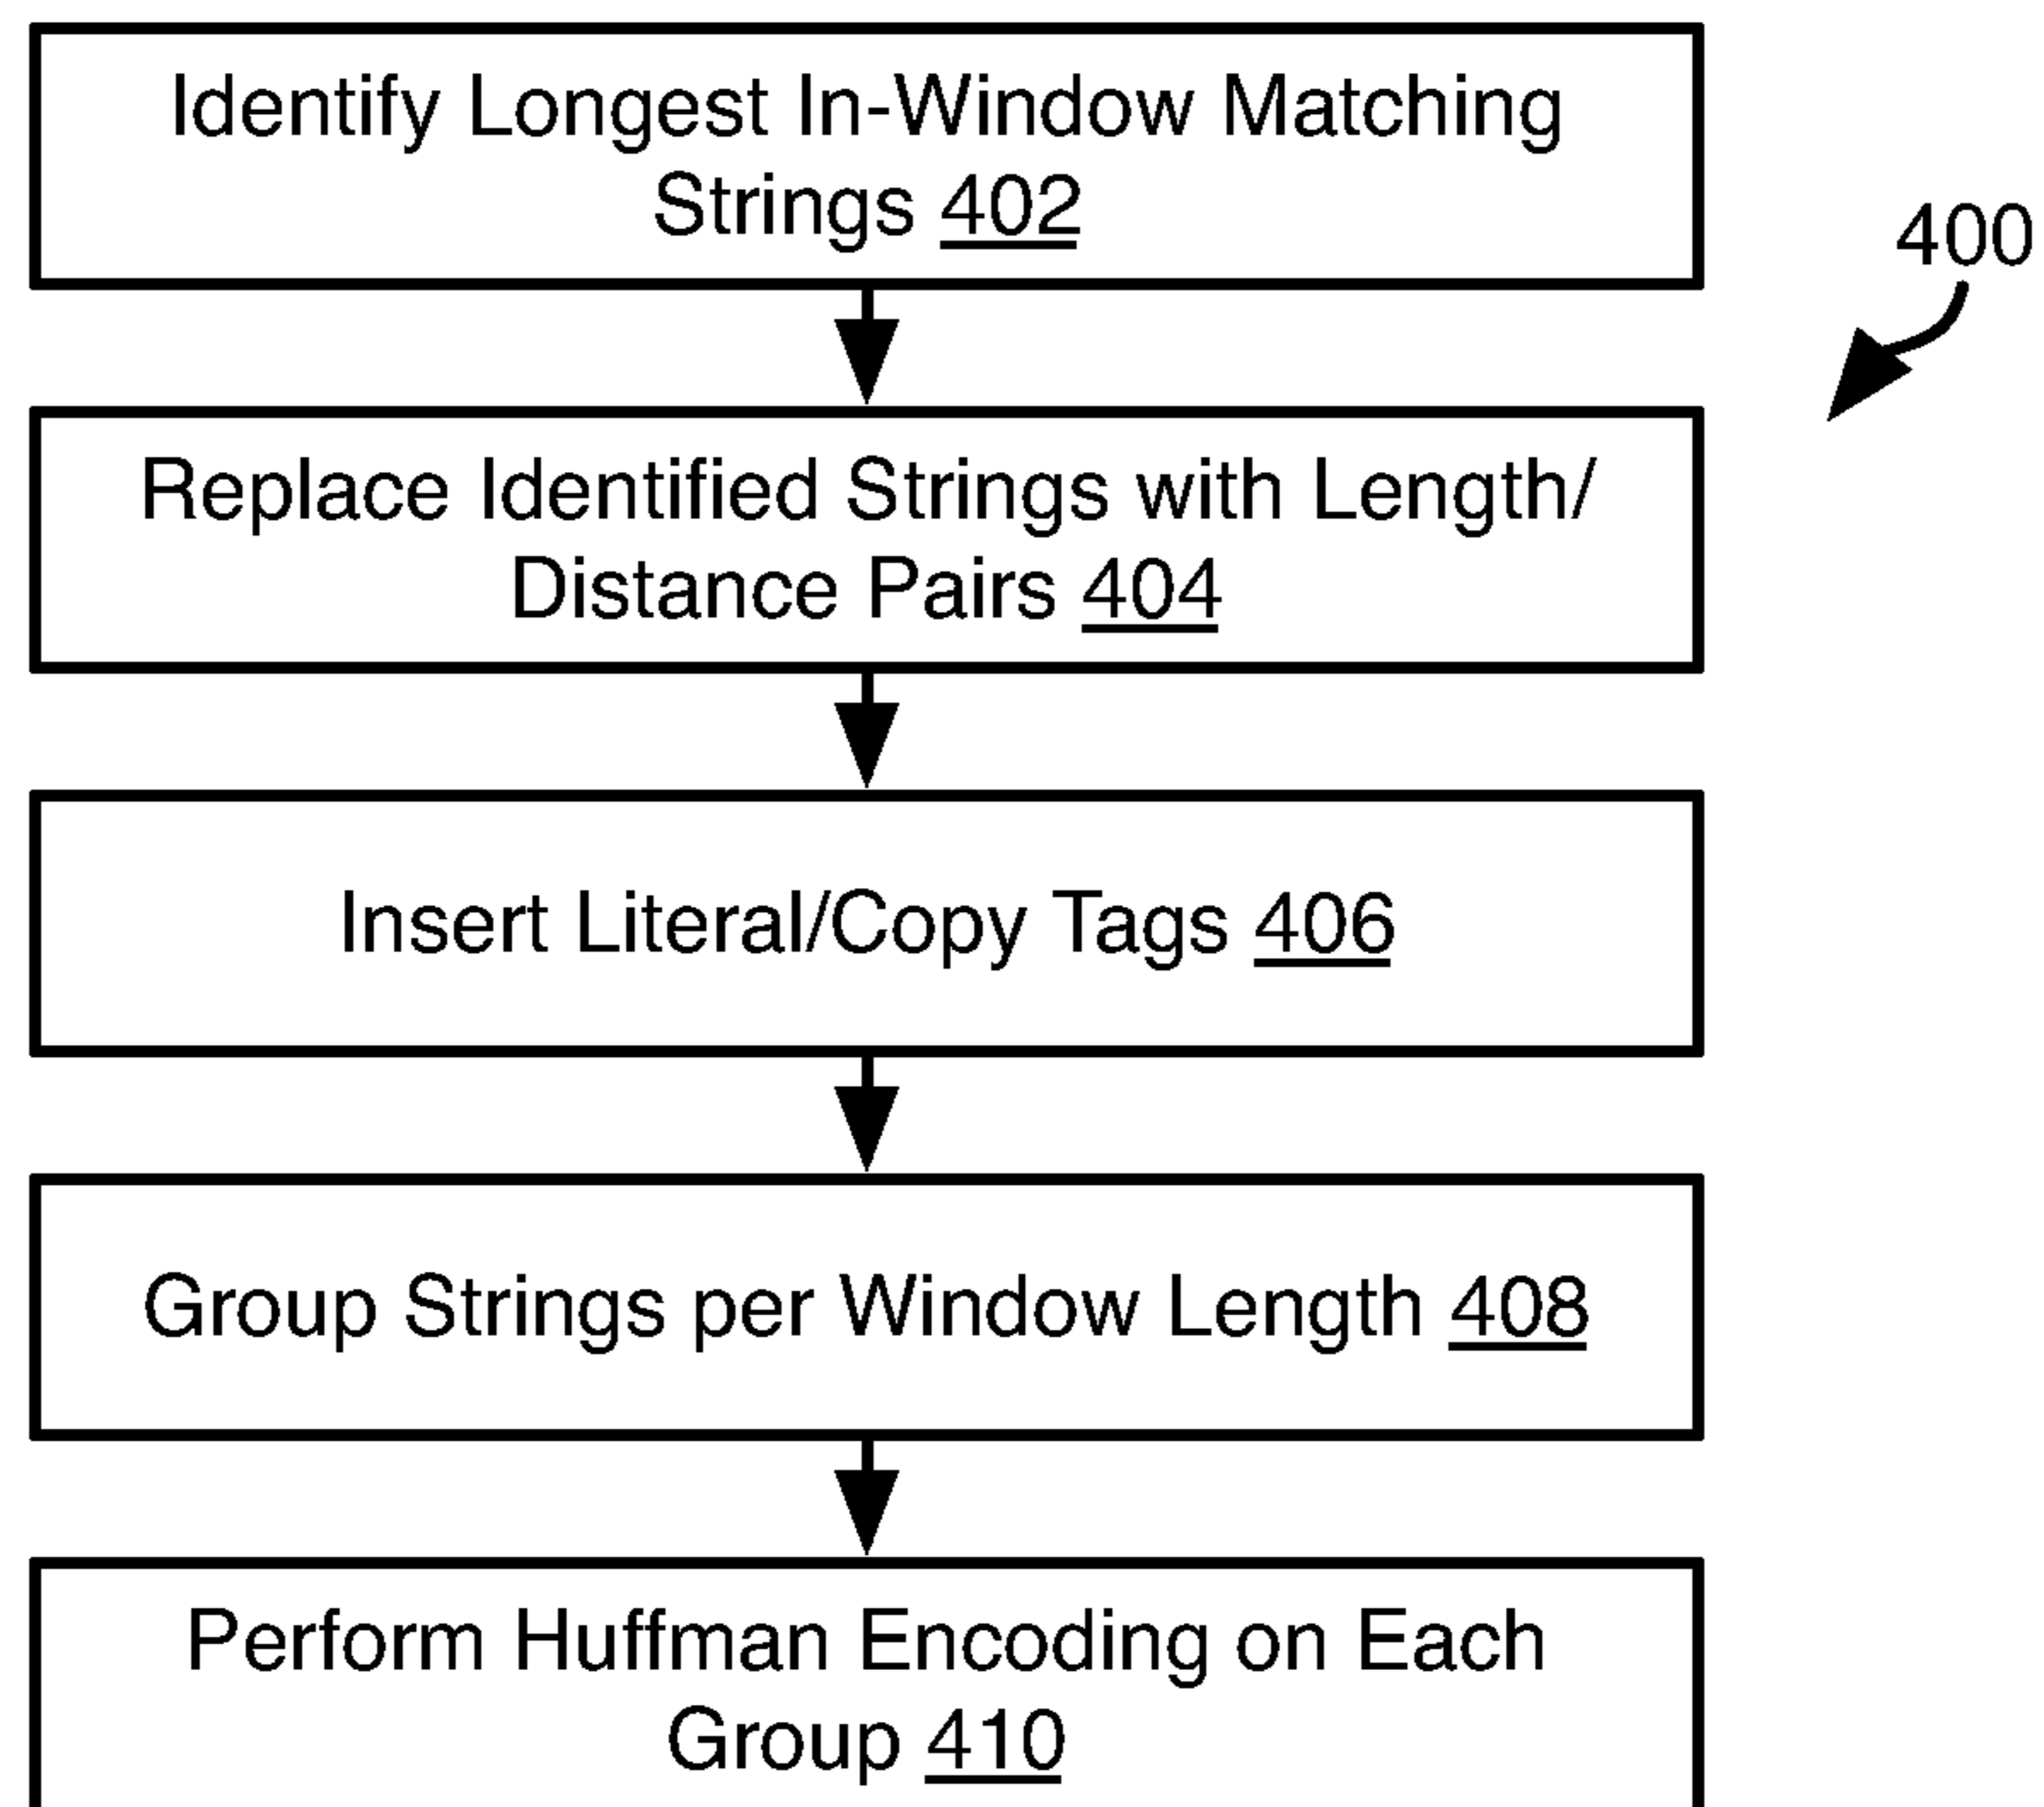 Identify Longest In-Window Matching
Strings 402
400
Replace Identified Strings with Length/
Distance Pairs 404
Insert Literal/Copy Tags 406
Group Strings per Window Length 408
Perform Huffman Encoding on Each
Group 410